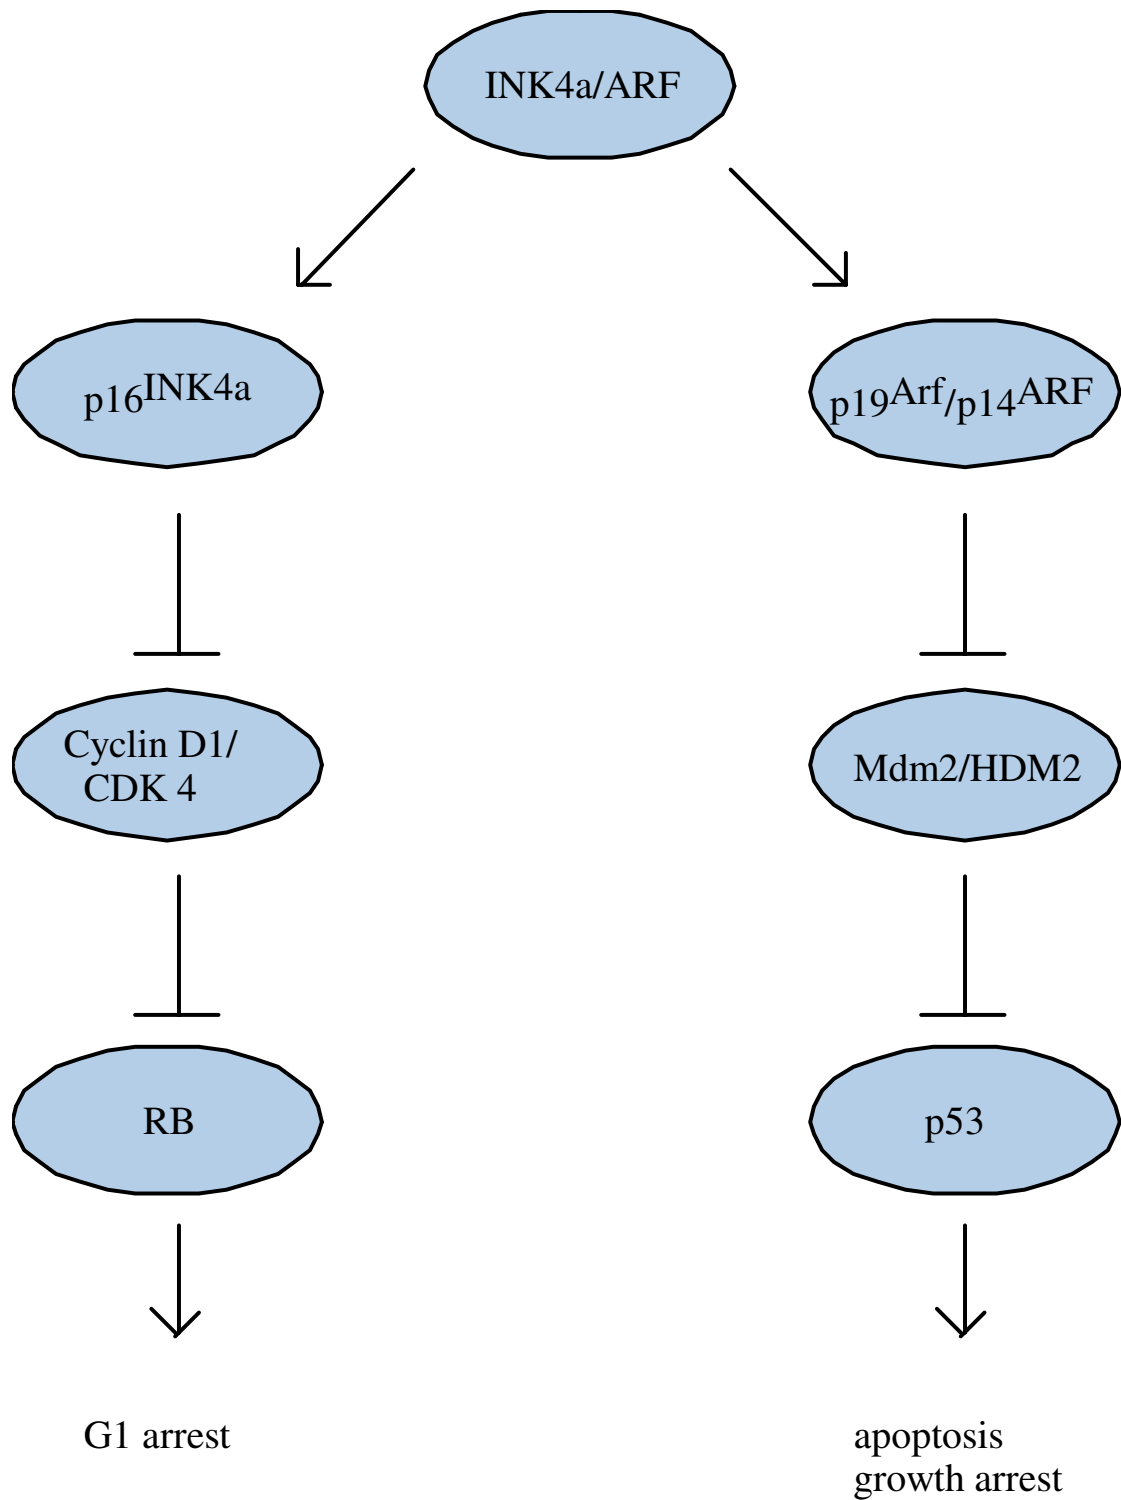 INK4a/ARF
p16INK4a
p19Arf/p14ARF
Cyclin D1/
CDK 4
Mdm2/HDM2
RB
p53
G1 arrest
apoptosis
growth arrest